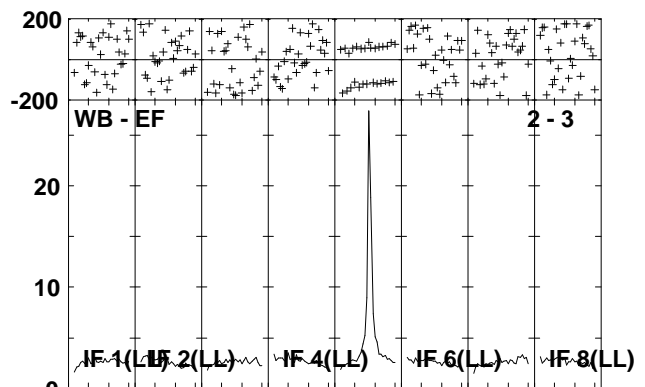 200
-200
WB - EF 2 - 3
20
10
IF 1(LL) IF 2(LL) IF 4(LL) IF 6(LL) IF 8(LL)
0